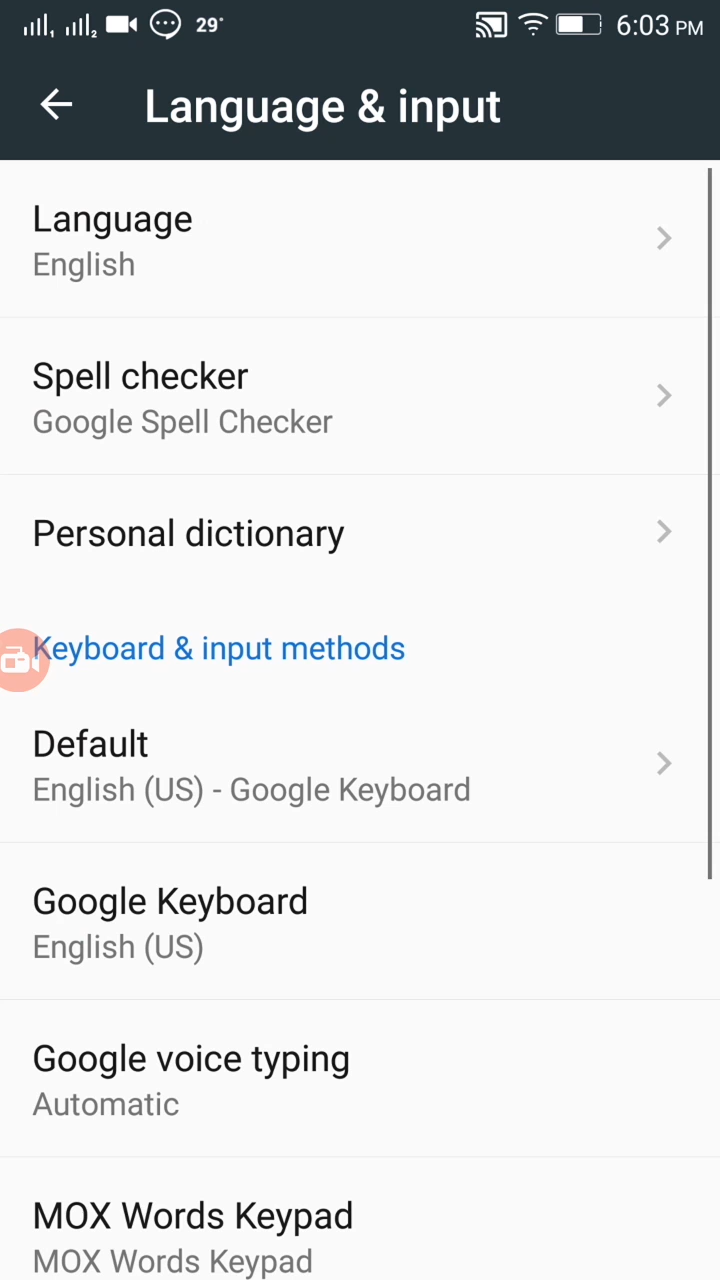 29°
6:03 PM
Language & input
Language
English
Spell checker
Google Spell Checker
Personal dictionary
Keyboard & input methods
Default
English (US) - Google Keyboard
Google Keyboard
English (US)
Google voice typing
Automatic
MOX Words Keypad
MOX Words Keypad